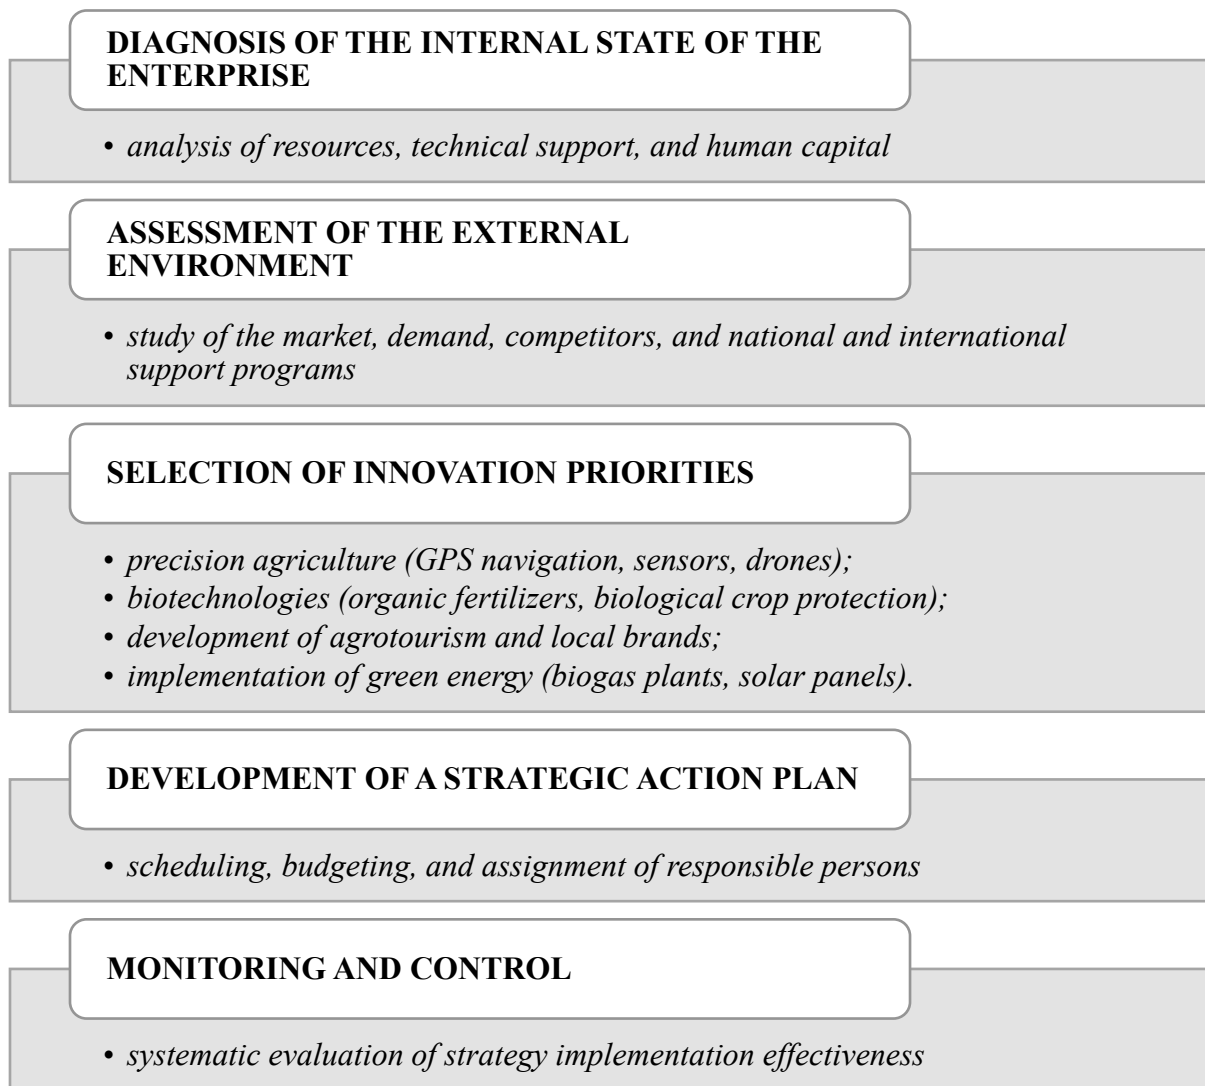 DIAGNOSIS OF THE INTERNAL STATE OF THE
ENTERPRISE
• analysis of resources, technical support, and human capital
ASSESSMENT OF THE EXTERNAL
ENVIRONMENT
• study of the market, demand, competitors, and national and international
support programs
SELECTION OF INNOVATION PRIORITIES
• precision agriculture (GPS navigation, sensors, drones);
• biotechnologies (organic fertilizers, biological crop protection);
• development of agrotourism and local brands;
• implementation of green energy (biogas plants, solar panels).
DEVELOPMENT OF A STRATEGIC ACTION PLAN
• scheduling, budgeting, and assignment of responsible persons
MONITORING AND CONTROL
• systematic evaluation of strategy implementation effectiveness